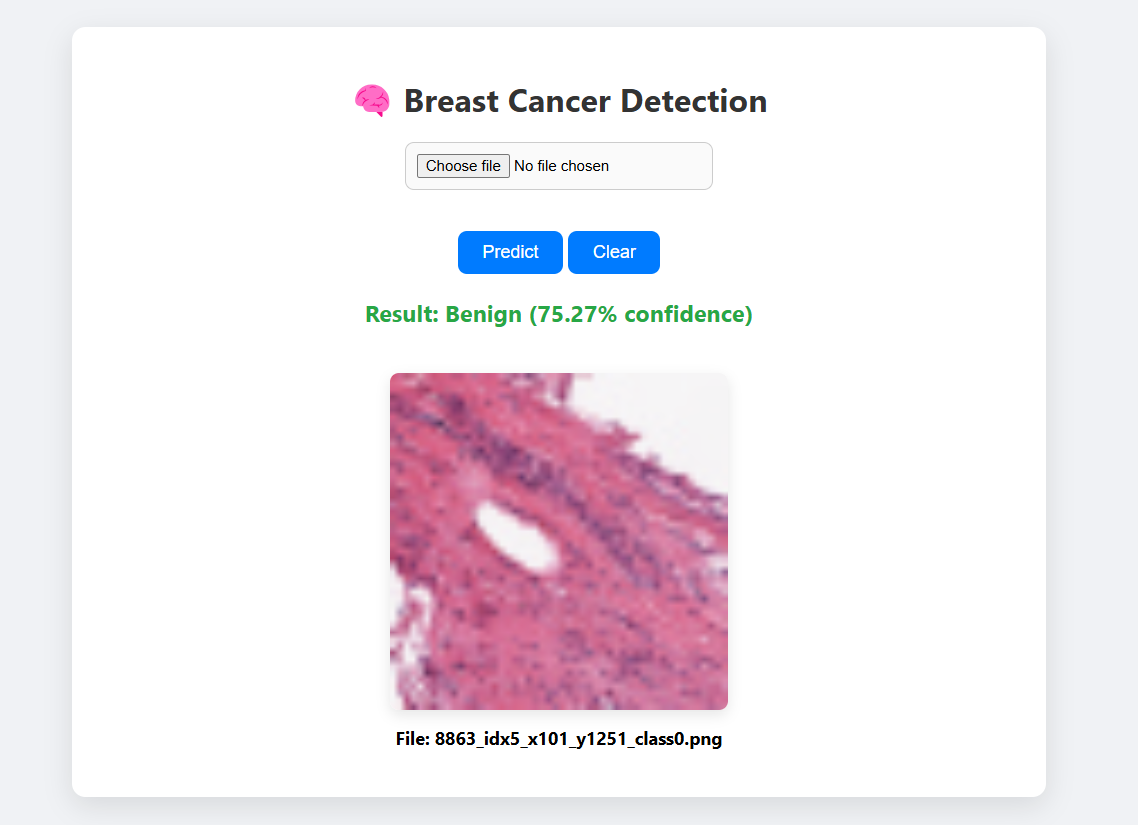 Breast Cancer Detection
Choose file No file chosen
Predict Clear
Result: Benign (75.27% confidence)
File: 8863_idx5_x101_y1251_class0.png